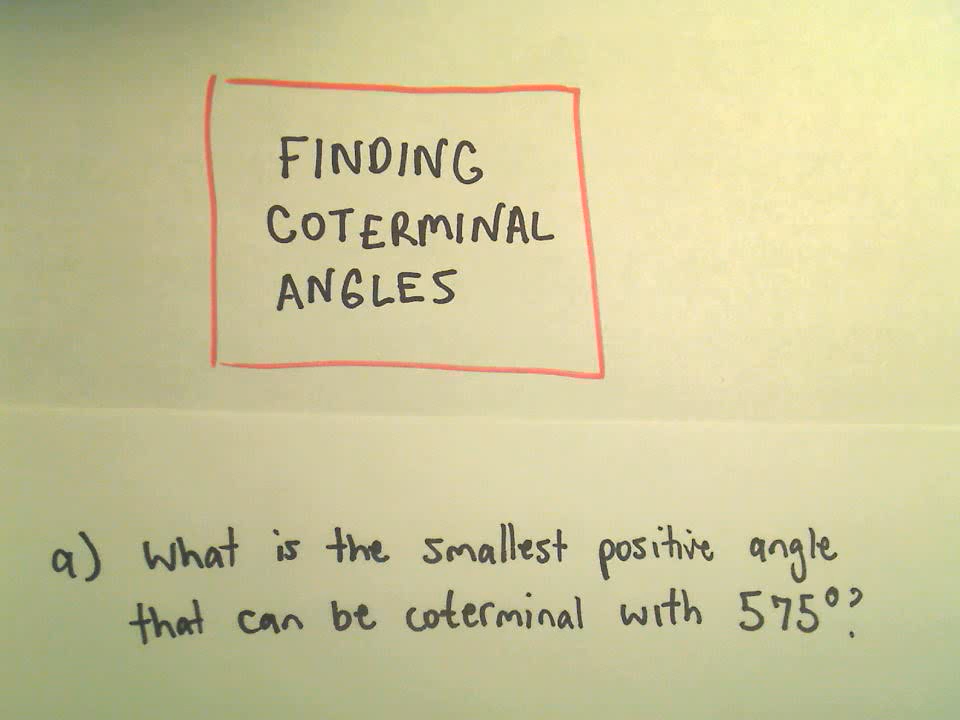 FINDING
COTERMINAL
ANGLES
a) What is the smallest positive angle
that can be coterminal with 575°?